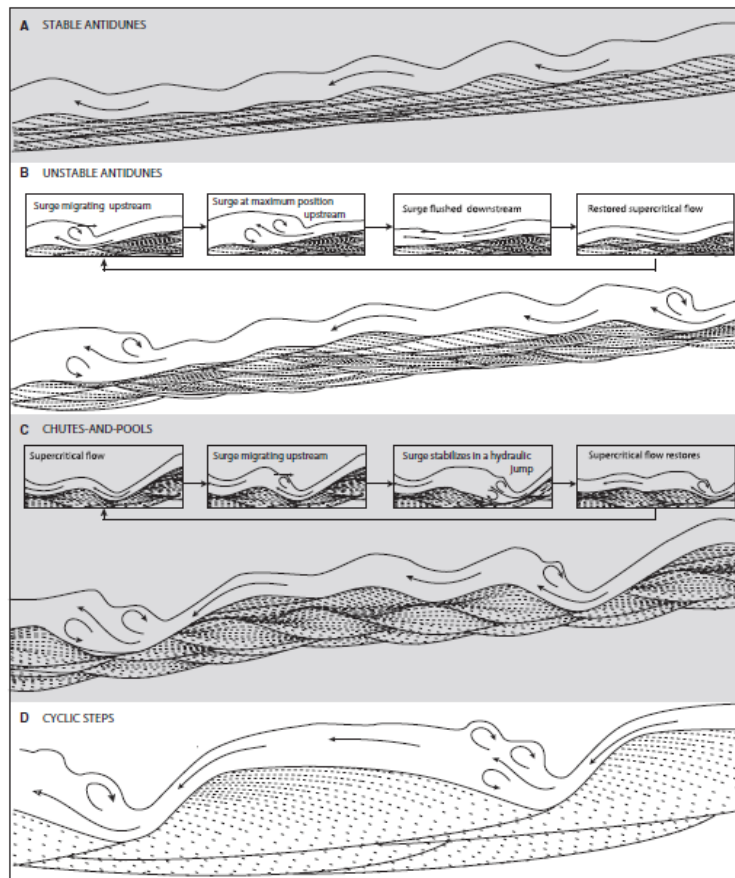 A STABLE ANTIDUNES
B UNSTABLE ANTIDUNES
Surge migrating upstream
Surge at maximum position
upstream
Surge flushed downstream
Restored supercritical flow
C CHUTES-AND-POOLS
Supercritical flow
Surge migrating upstream
Surge stabilizes in a hydraulic
jump
Supercritical flow restores
D CYCLIC STEPS